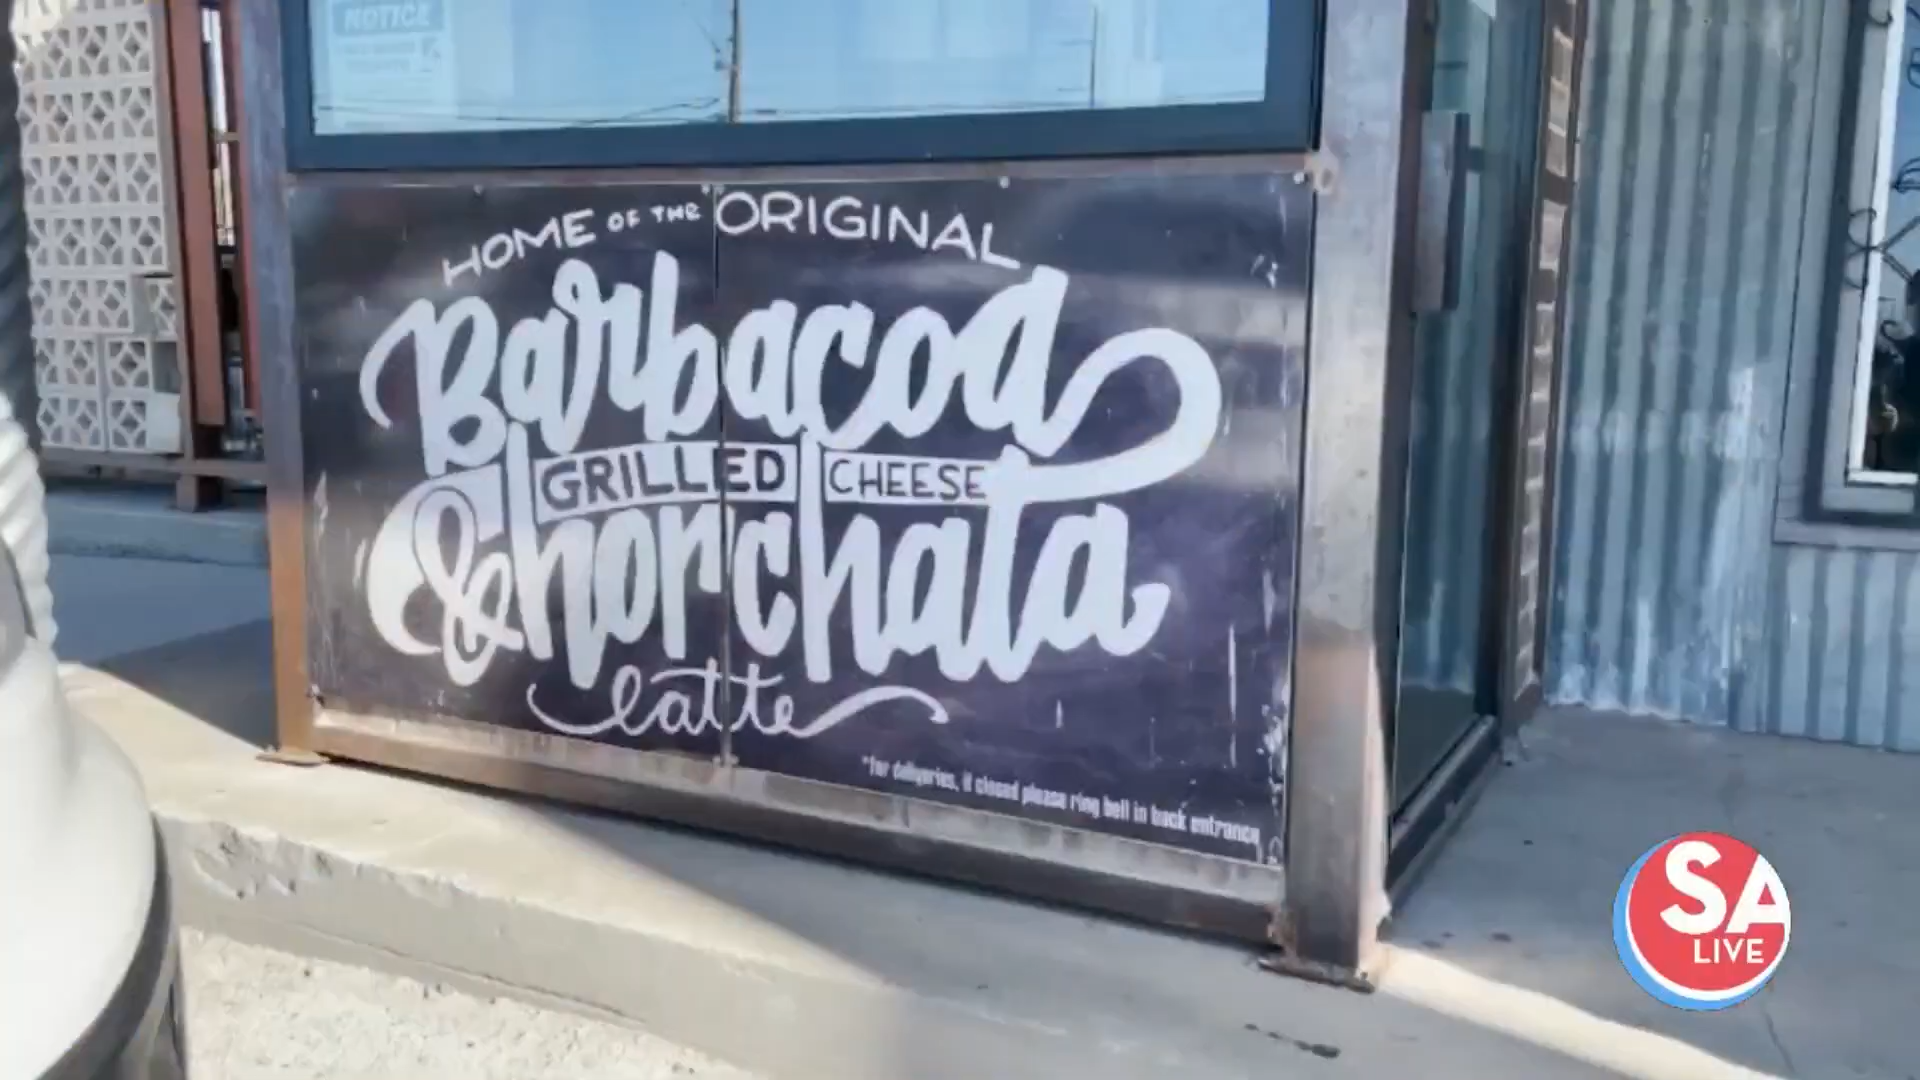 NOTICE
HOME OF THE ORIGINAL
Barbacoa
GRILLED CHEESE
& horchata
latte
*for deliveries, if closed please ring bell in back entrance
SA
LIVE